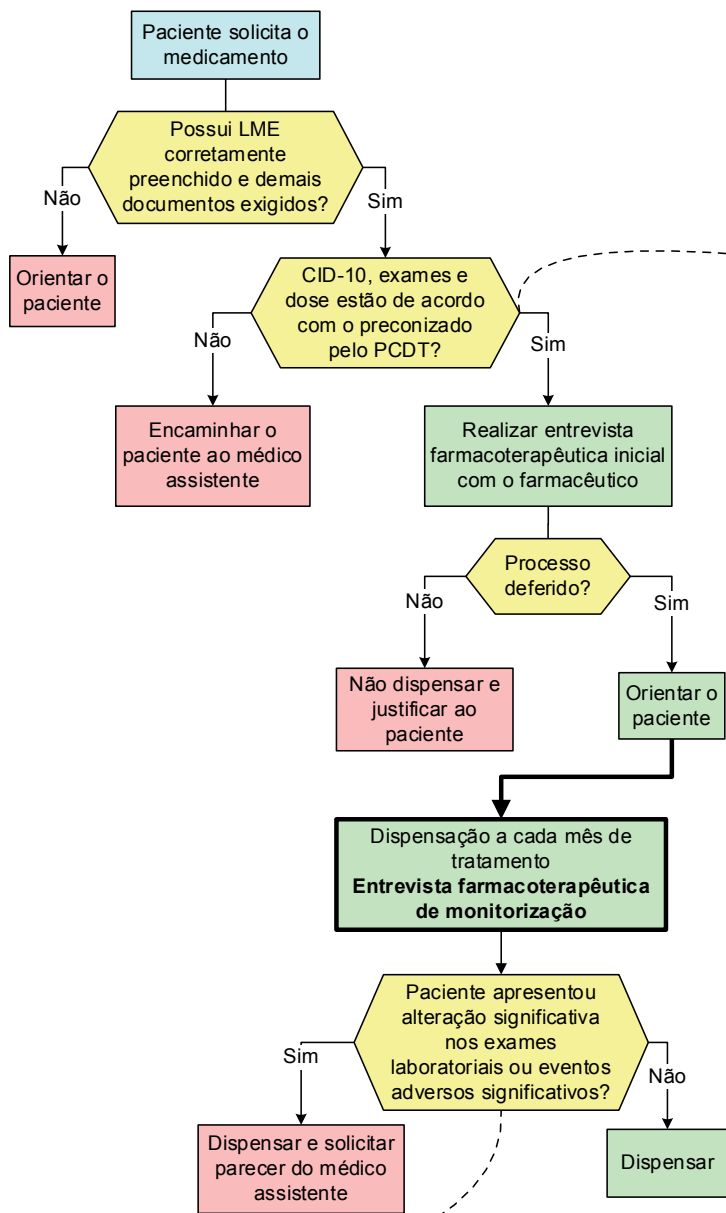 Paciente solicita o
medicamento
Possui LME
corretamente
preenchido e demais
documentos exigidos?
Não
Sim
Orientar o
paciente
CID-10, exames e
dose estão de acordo
com o preconizado
pelo PCDT?
Não
Sim
Encaminhar o
paciente ao médico
assistente
Realizar entrevista
farmacoterapêutica inicial
com o farmacêutico
Processo
deferido?
Não
Sim
Não dispensar e
justificar ao
paciente
Orientar o
paciente
Dispensação a cada mês de
tratamento
Entrevista farmacoterapêutica
de monitorização
Paciente apresentou
alteração significativa
nos exames
laboratoriais ou eventos
adversos significativos?
Sim
Não
Dispensar e solicitar
parecer do médico
assistente
Dispensar